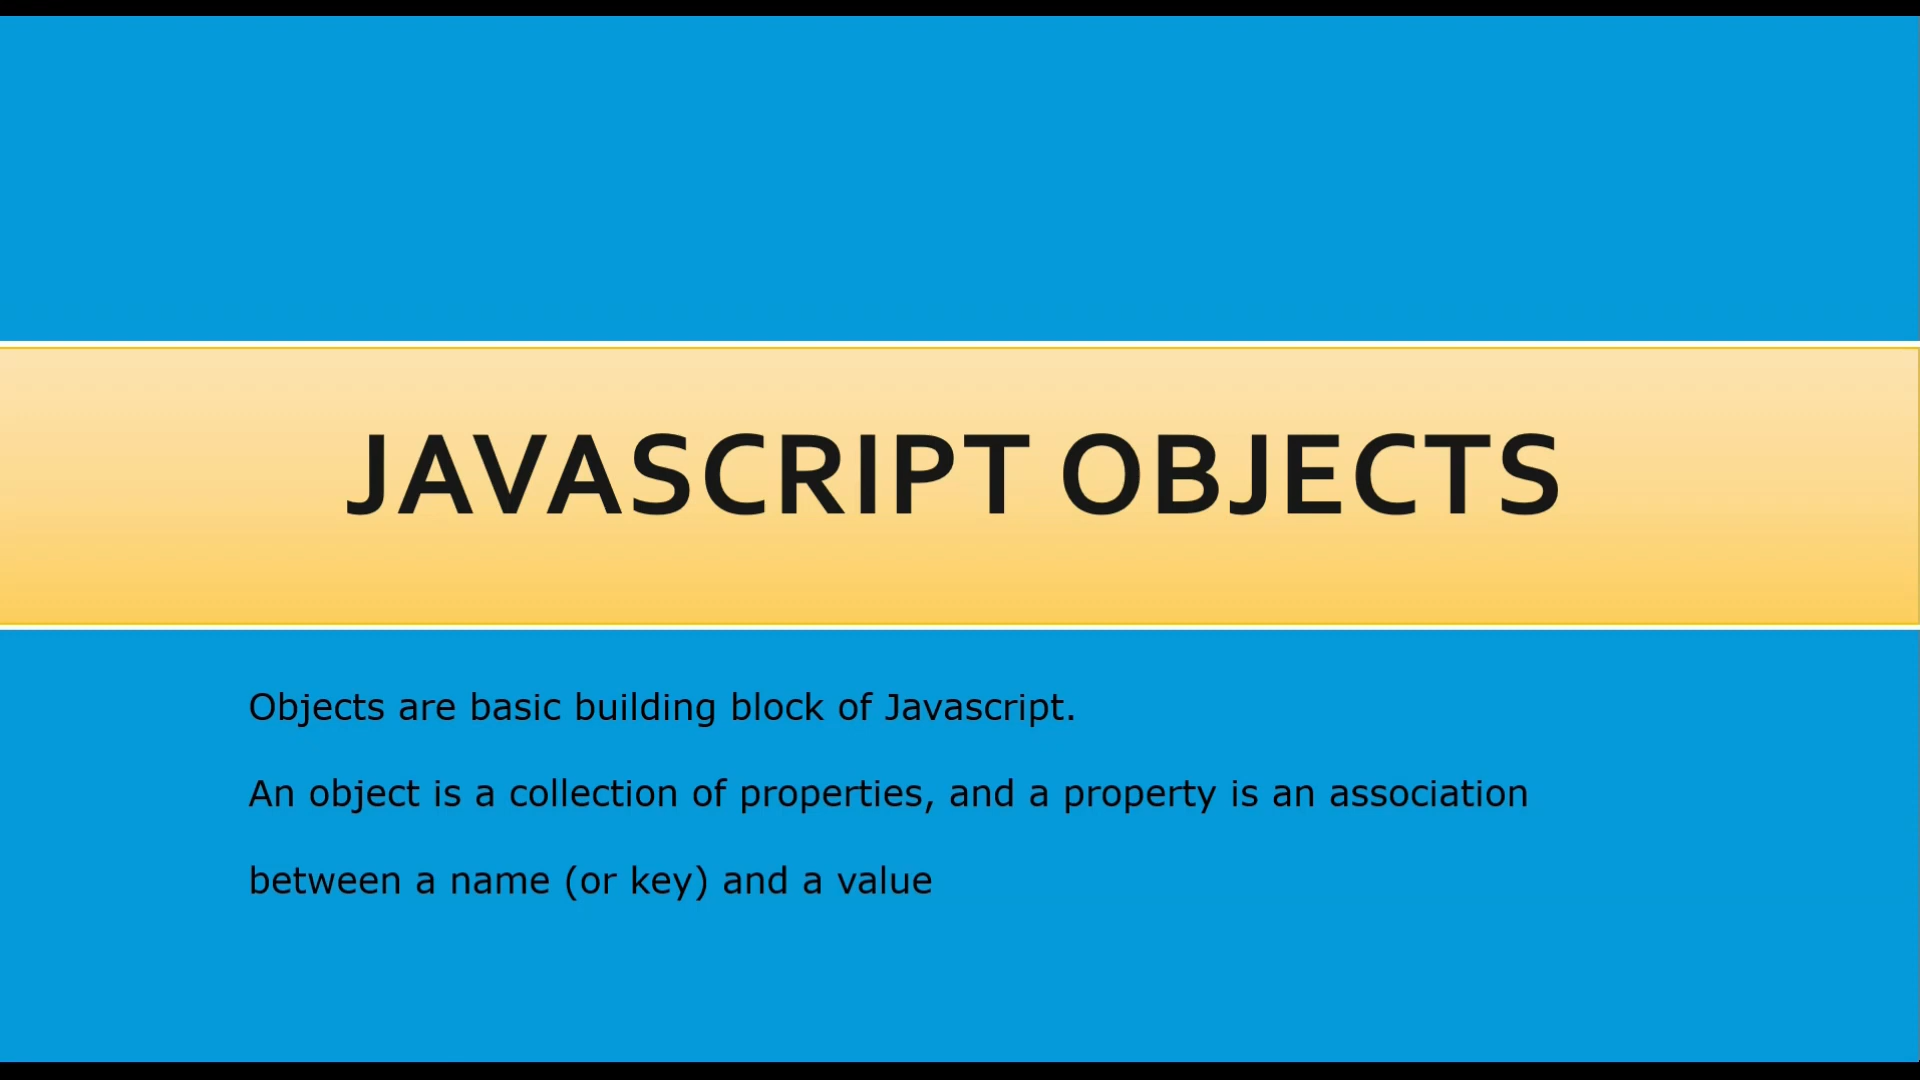 JAVASCRIPT OBJECTS
Objects are basic building block of Javascript.
An object is a collection of properties, and a property is an association
between a name (or key) and a value